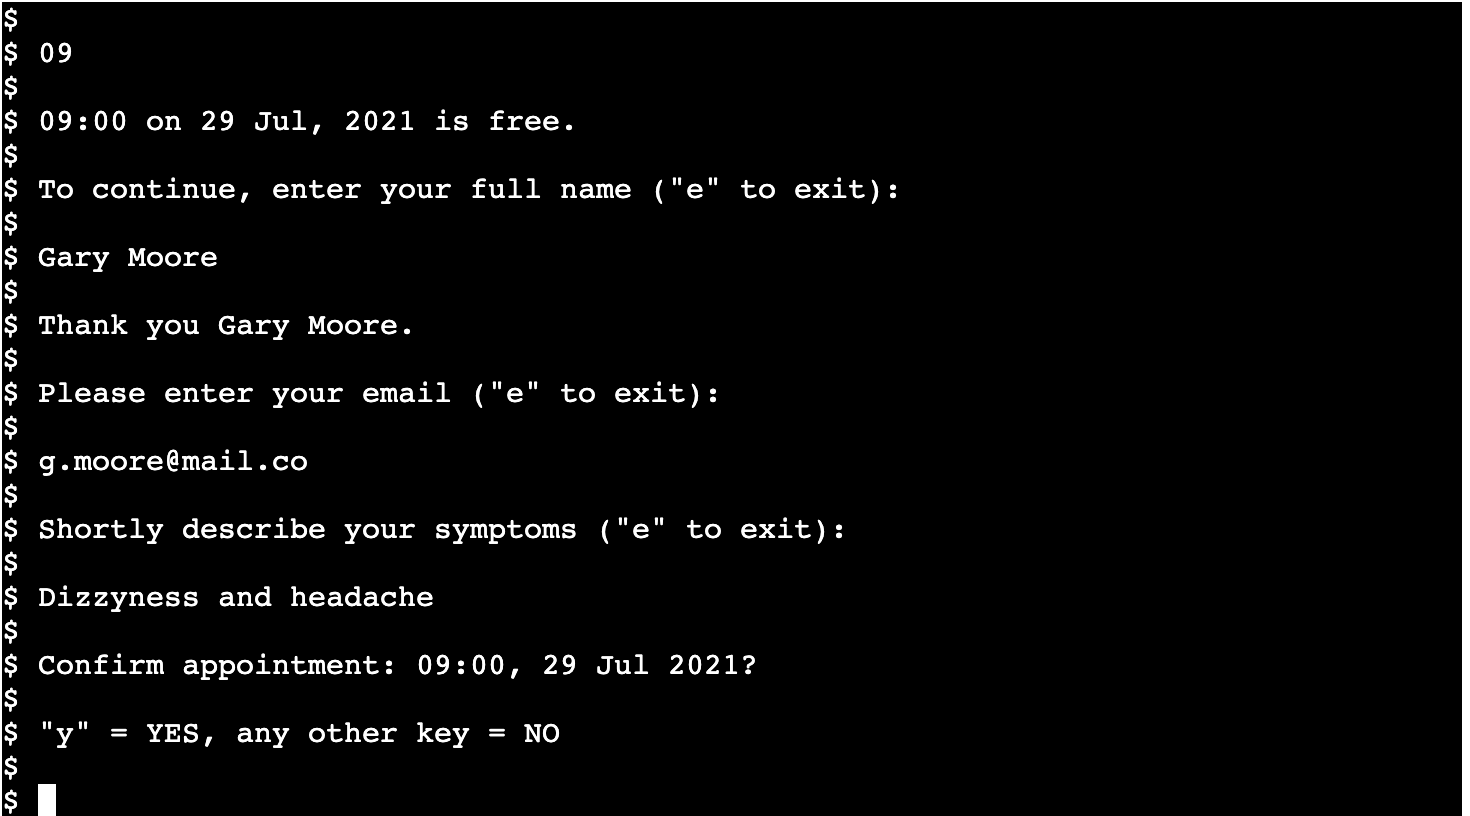 $
$ 09
$
$ 09:00 on 29 Jul, 2021 is free.
$
$ To continue, enter your full name ("e" to exit):
$
$ Gary Moore
$
$ Thank you Gary Moore.
$
$ Please enter your email ("e" to exit):
$
$ g.moore@mail.co
$
$ Shortly describe your symptoms ("e" to exit):
$
$ Dizzyness and headache
$
$ Confirm appointment: 09:00, 29 Jul 2021?
$
$ "y" = YES, any other key = NO
$
$